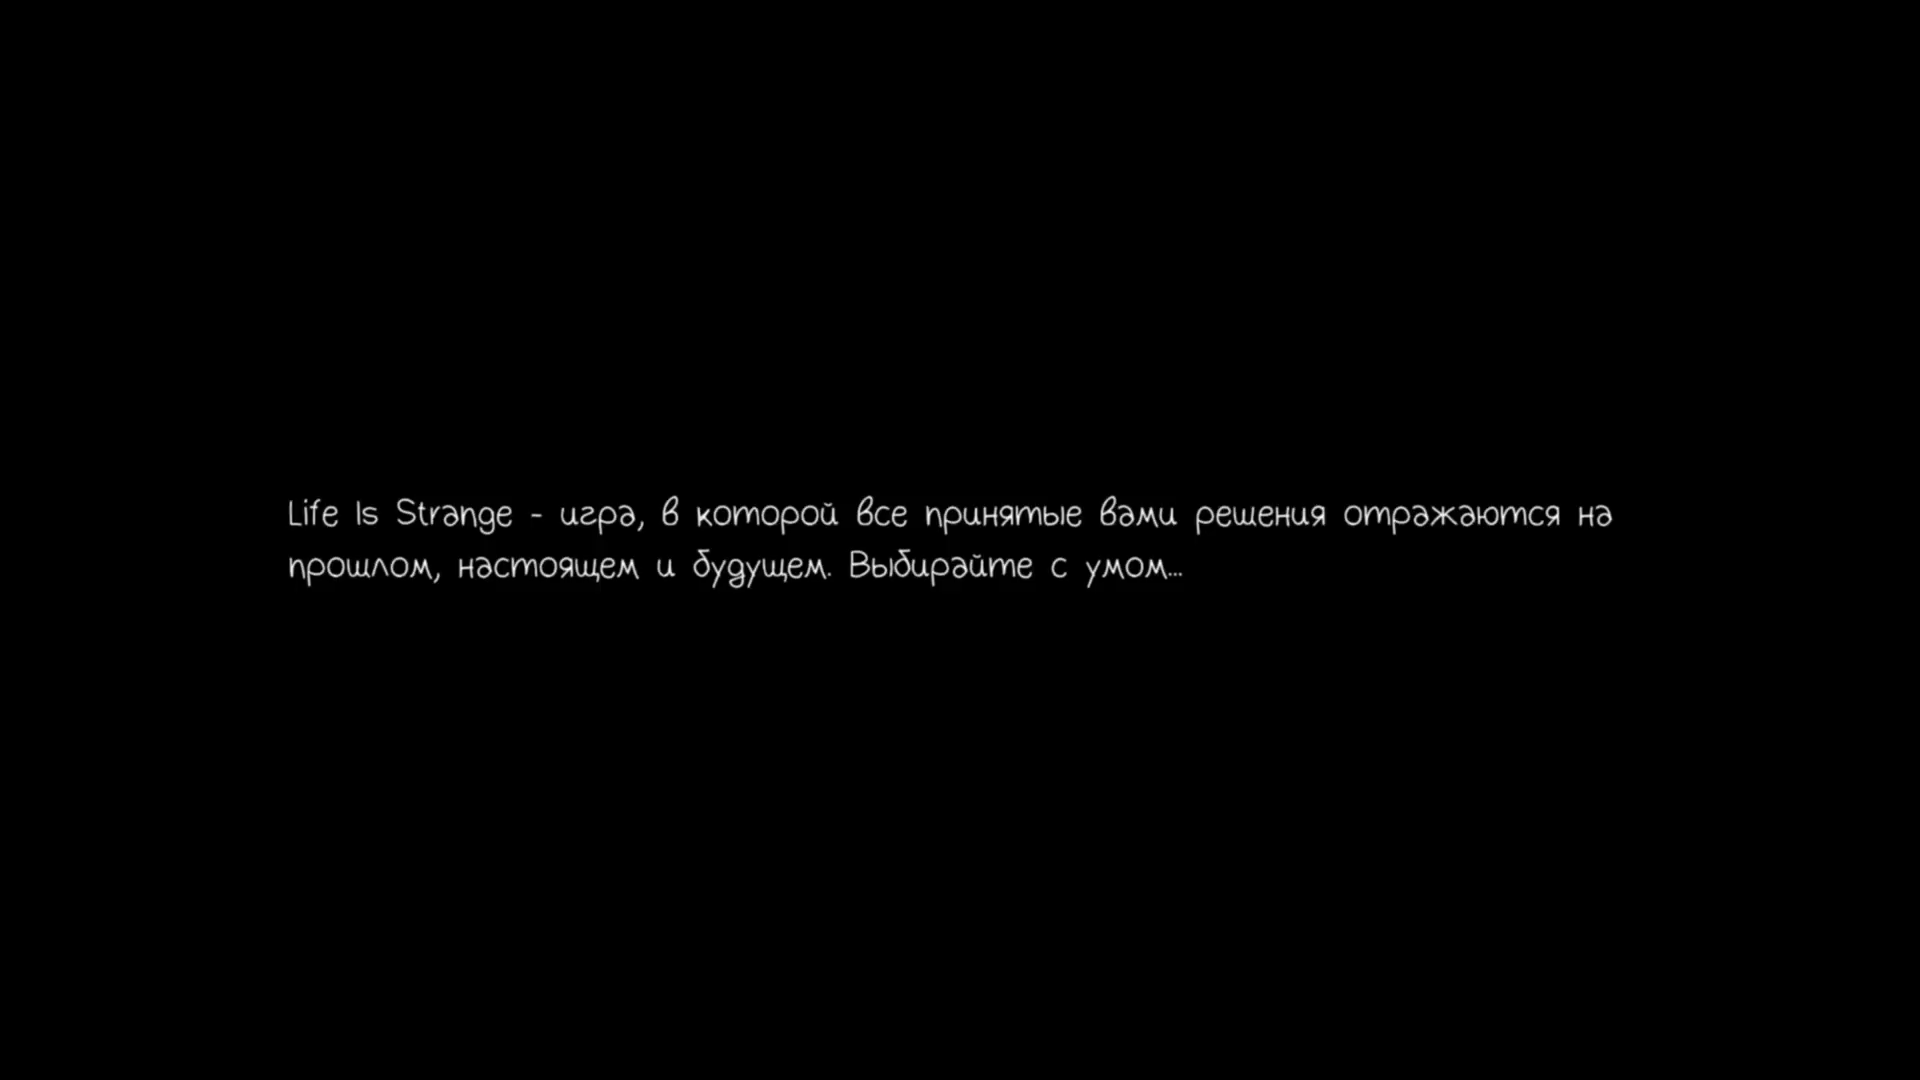 Life Is Strange - игра, в которой все принятые вами решения отражаются на
прошлом, настоящем и будущем. Выбирайте с умом...